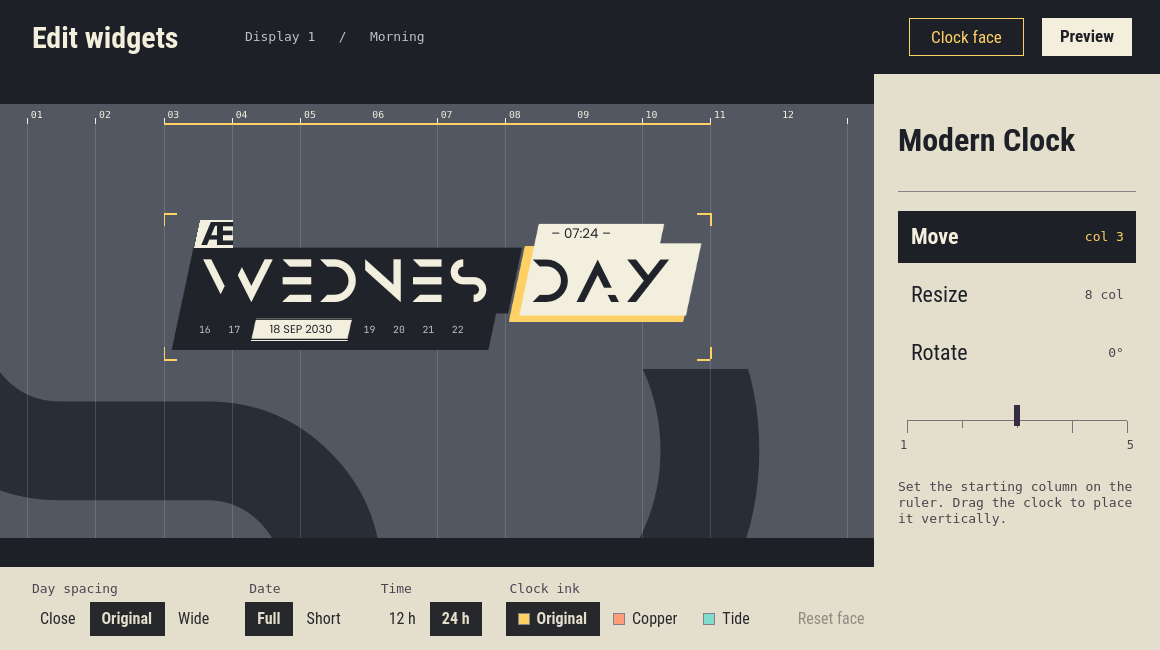 Edit widgets
Display 1 / Morning
Clock face
Preview
01 02 03 04 05 06 07 08 09 10 11 12
Æ
WEDNES DAY
– 07:24 –
16 17 18 SEP 2030 19 20 21 22
Modern Clock
Move col 3
Resize 8 col
Rotate 0°
1 5
Set the starting column on the
ruler. Drag the clock to place
it vertically.
Day spacing Date Time Clock ink
Close Original Wide Full Short 12 h 24 h Original Copper Tide Reset face